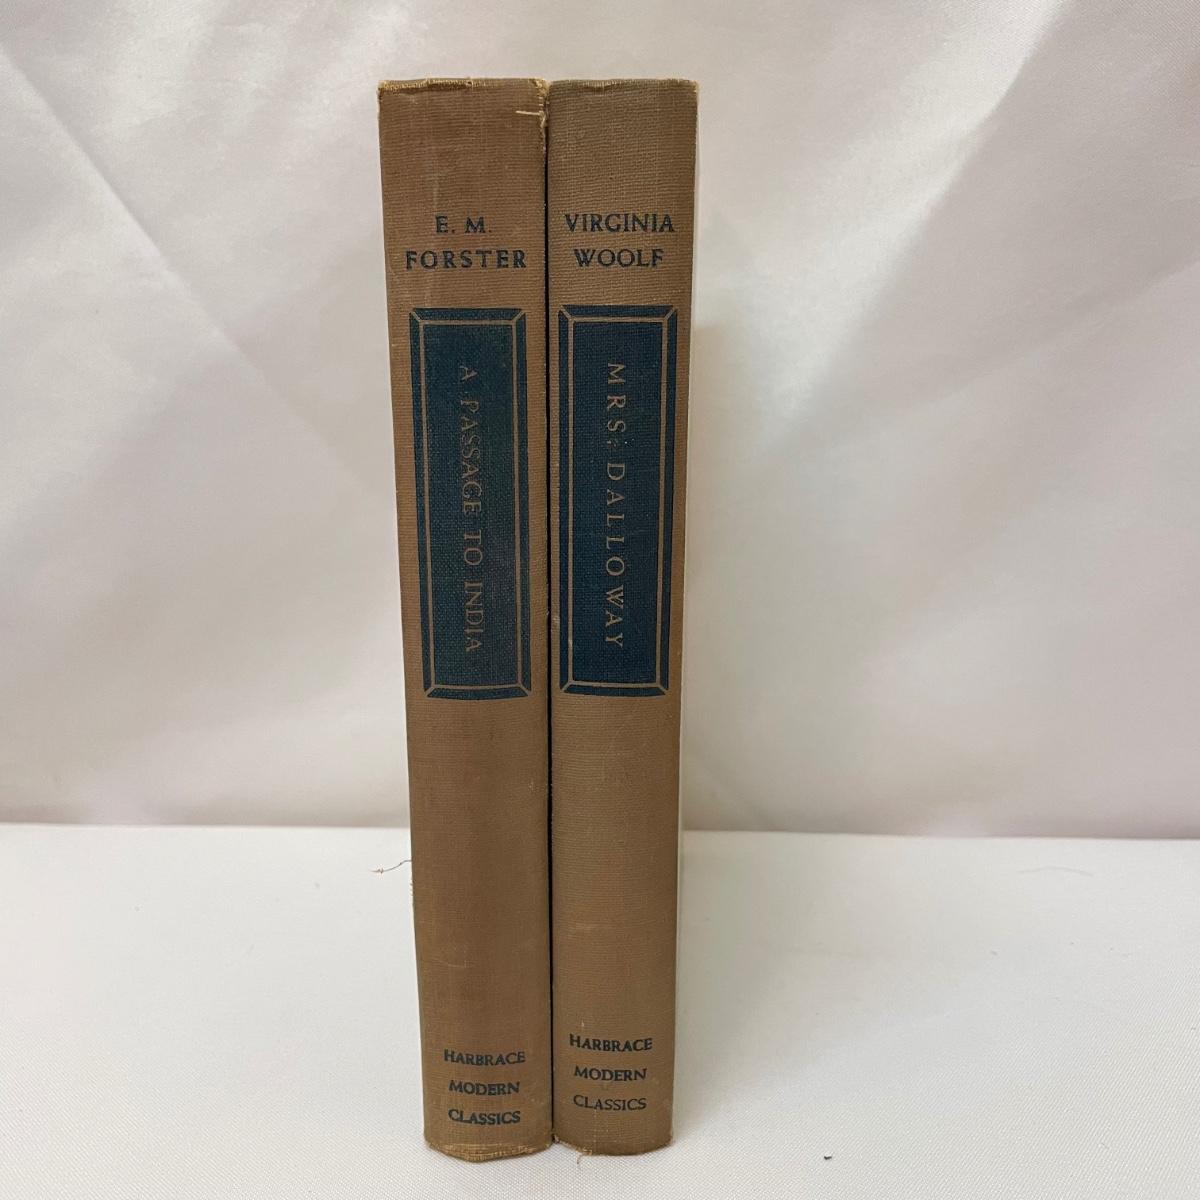 E. M.
FORSTER
A PASSAGE TO INDIA
HARBRACE
MODERN
CLASSICS
VIRGINIA
WOOLF
MRS. DALLOWAY
HARBRACE
MODERN
CLASSICS